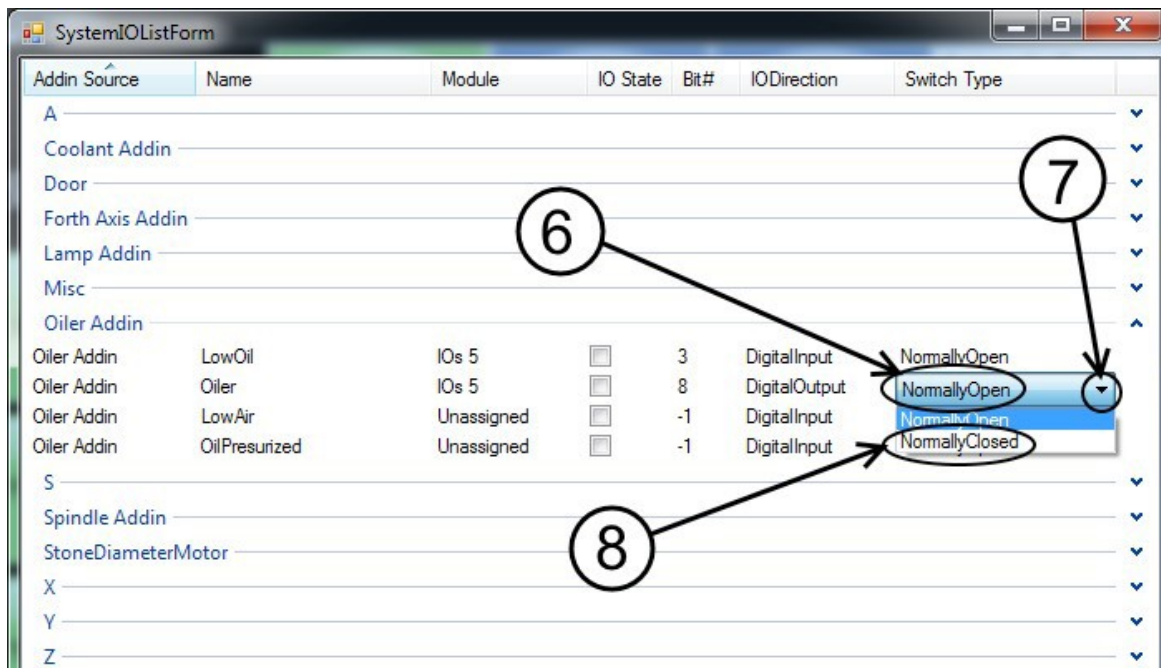 SystemIOListForm
Addin Source Name Module IO State Bit# IODirection Switch Type
A
Coolant Addin
Door
7
Forth Axis Addin
6
Lamp Addin
Misc
Oiler Addin
Oiler Addin LowOil IOs 5 3 DigitalInput NormallyOpen
Oiler Addin Oiler IOs 5 8 DigitalOutput NormallyOpen
Oiler Addin LowAir Unassigned -1 DigitalInput NormallyOpen
Oiler Addin OilPresurized Unassigned -1 DigitalInput NormallyClosed
S
Spindle Addin
8
StoneDiameterMotor
X
Y
Z